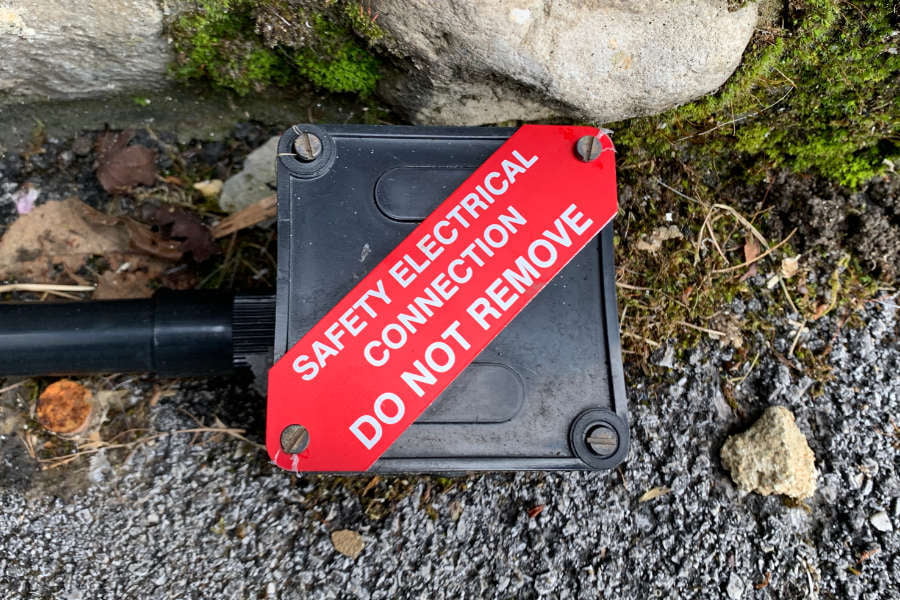 SAFETY ELECTRICAL
CONNECTION
DO NOT REMOVE